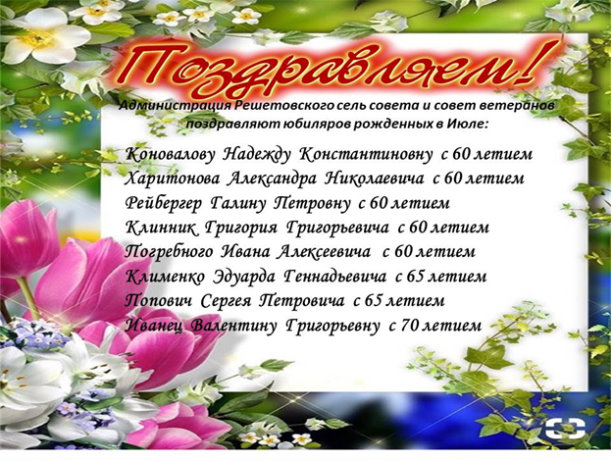 Поздравляем!
Администрация Решетовского сель совета и совет ветеранов
поздравляют юбиляров рожденных в Июле:
Коновалову Надежду Константиновну с 60 летием
Харитонова Александра Николаевича с 60 летием
Рейбергер Галину Петровну с 60 летием
Клинник Григория Григорьевича с 60 летием
Погребного Ивана Алексеевича с 60 летием
Клименко Эдуарда Геннадьевича с 65 летием
Попович Сергея Петровича с 65 летием
Иванец Валентину Григорьевну с 70 летием